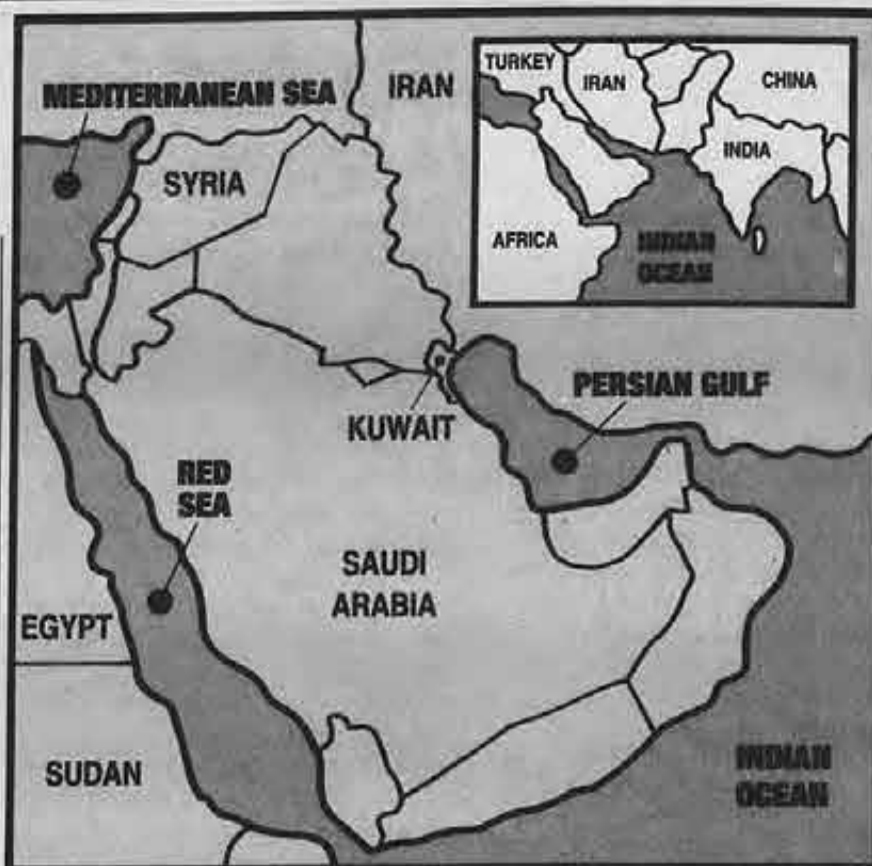 MEDITERRANEAN SEA
IRAN
SYRIA
KUWAIT
PERSIAN GULF
RED
SEA
SAUDI
ARABIA
EGYPT
SUDAN
INDIAN
OCEAN
TURKEY
IRAN
CHINA
INDIA
AFRICA
INDIAN
OCEAN